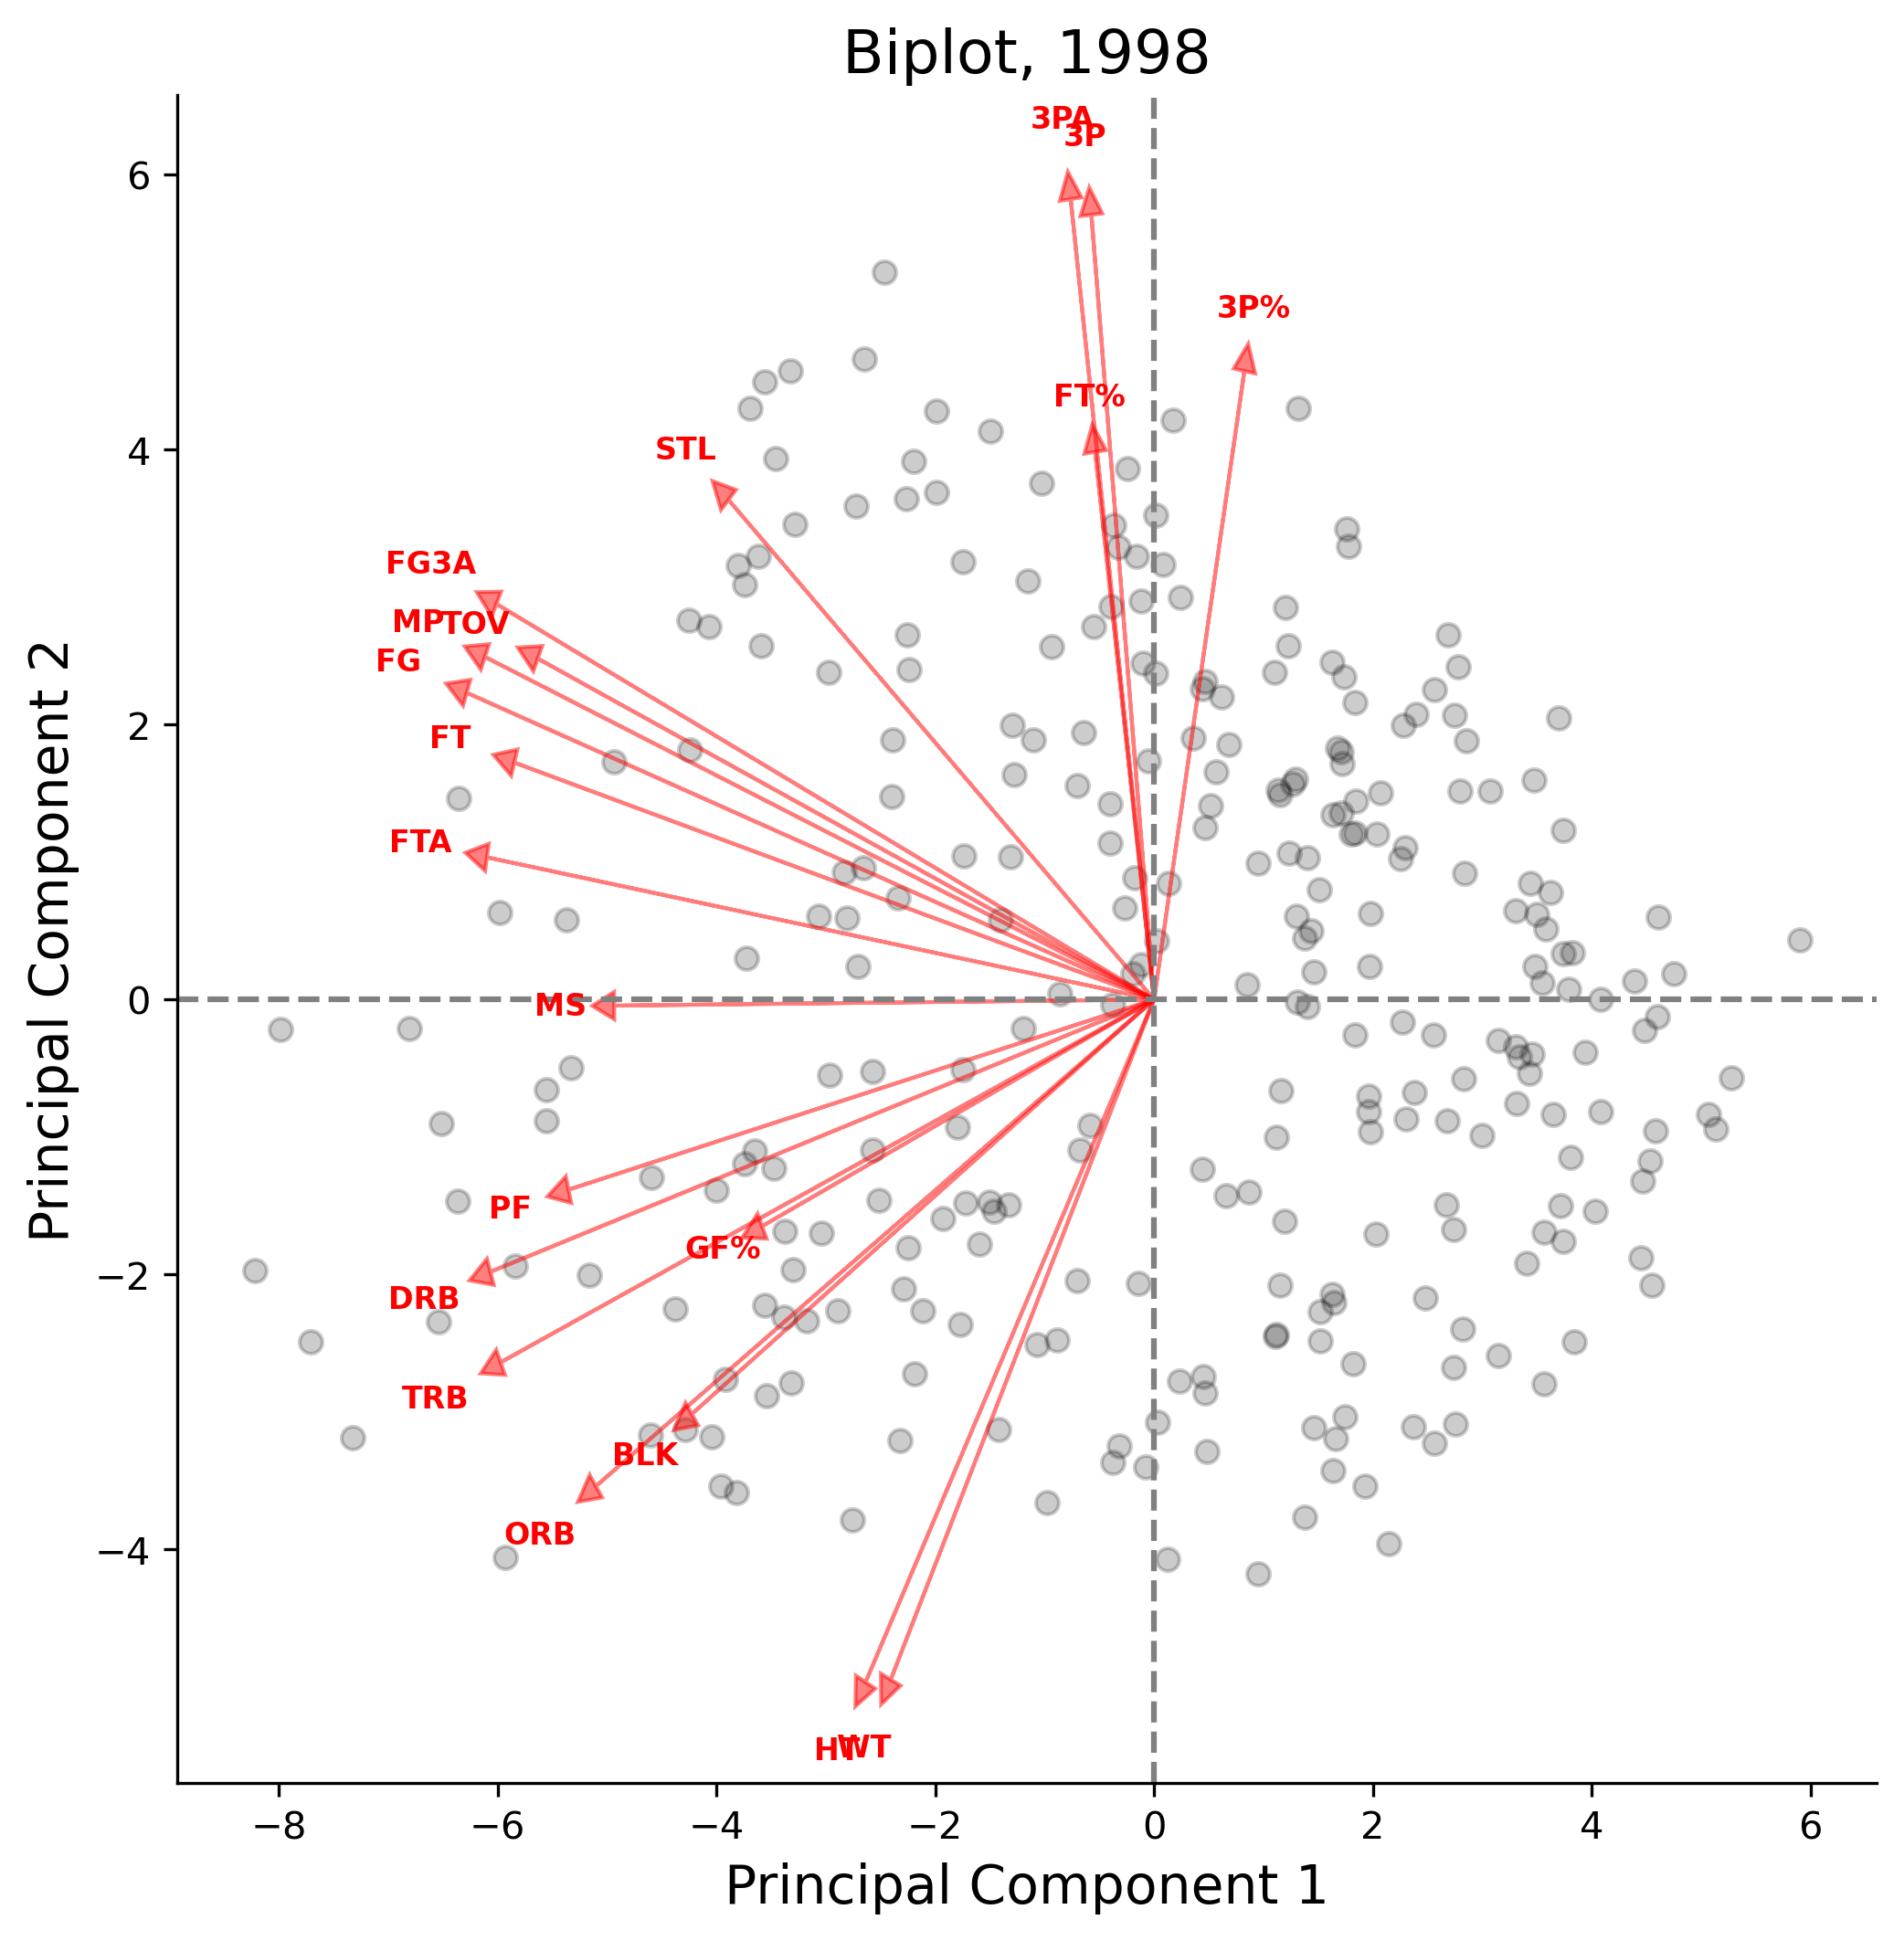 Biplot, 1998
3PA
3P
3P%
FT%
STL
FG3A
MP
TOV
FG
FT
FTA
MS
PF
GF%
DRB
TRB
BLK
ORB
HT
WT
6
4
2
0
−2
−4
Principal Component 2
−8
−6
−4
−2
0
2
4
6
Principal Component 1